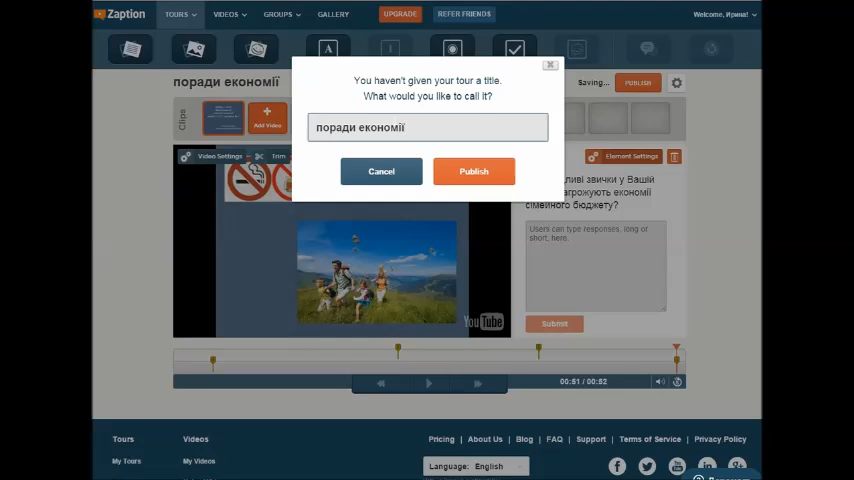 Zaption
TOURS VIDEOS GROUPS GALLERY UPGRADE REFER FRIENDS Welcome, Ирина!
поради економії
Saving... PUBLISH
You haven't given your tour a title.
What would you like to call it?
поради економії
Cancel Publish
Clips
Add Video
Video Settings Trim
Element Settings
ливі звички у Вашій
агрожують економії
сімейного бюджету?
Users can type responses, long or
short, here.
Submit
YouTube
00:51 / 00:52
Tours Videos
My Tours My Videos
Pricing | About Us | Blog | FAQ | Support | Terms of Service | Privacy Policy
Language: English